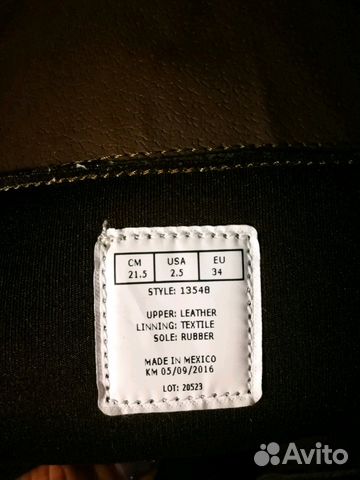 CM USA EU
21.5 2.5 34
STYLE: 13548
UPPER: LEATHER
LINNING: TEXTILE
SOLE: RUBBER
MADE IN MEXICO
KM 05/09/2016
LOT: 20523
Avito